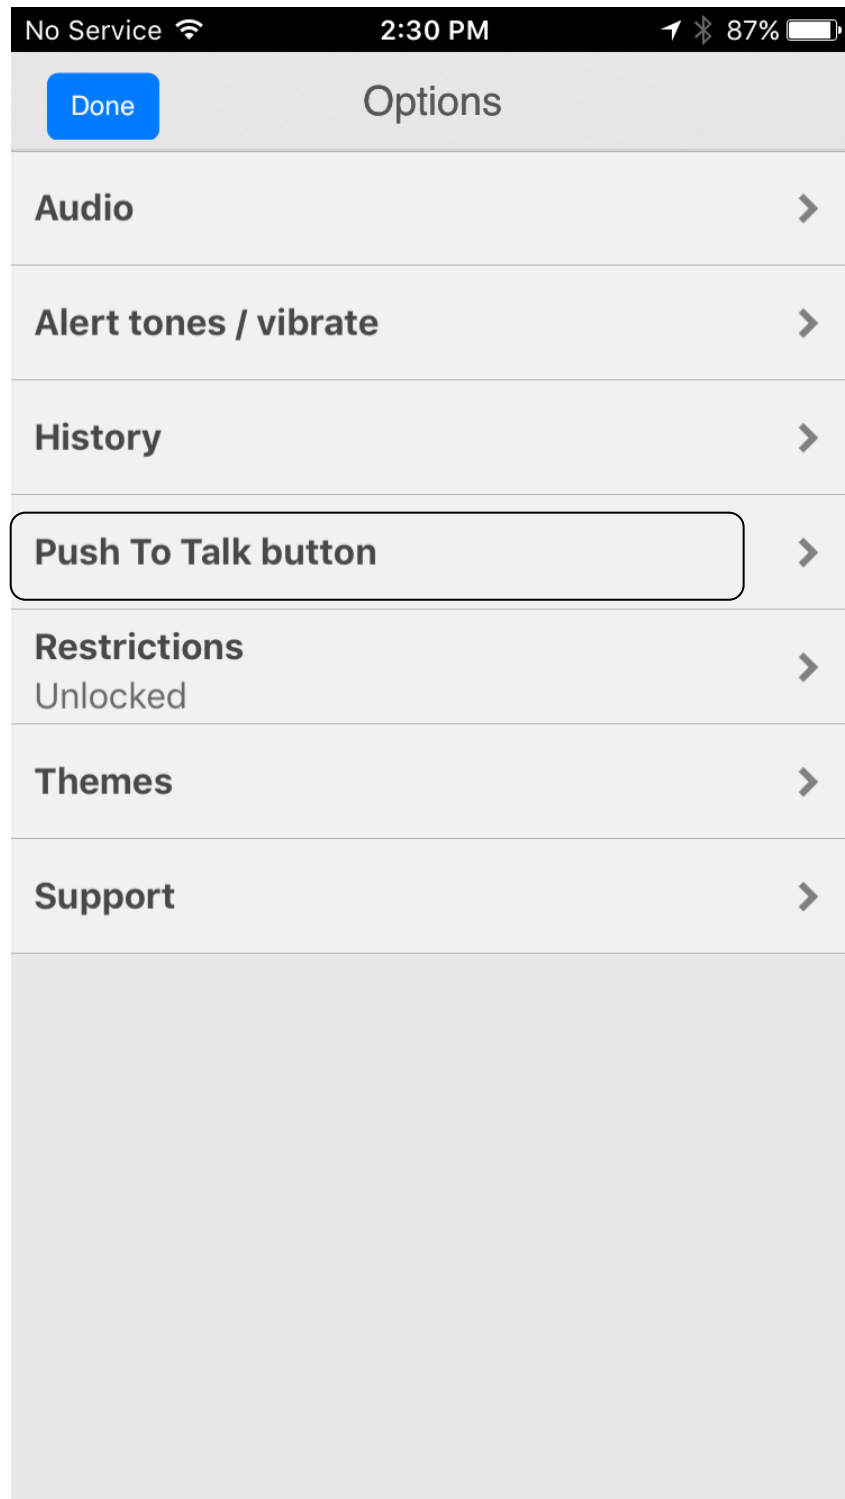 No Service 2:30 PM 87%
Done Options
Audio
Alert tones / vibrate
History
Push To Talk button
Restrictions
Unlocked
Themes
Support